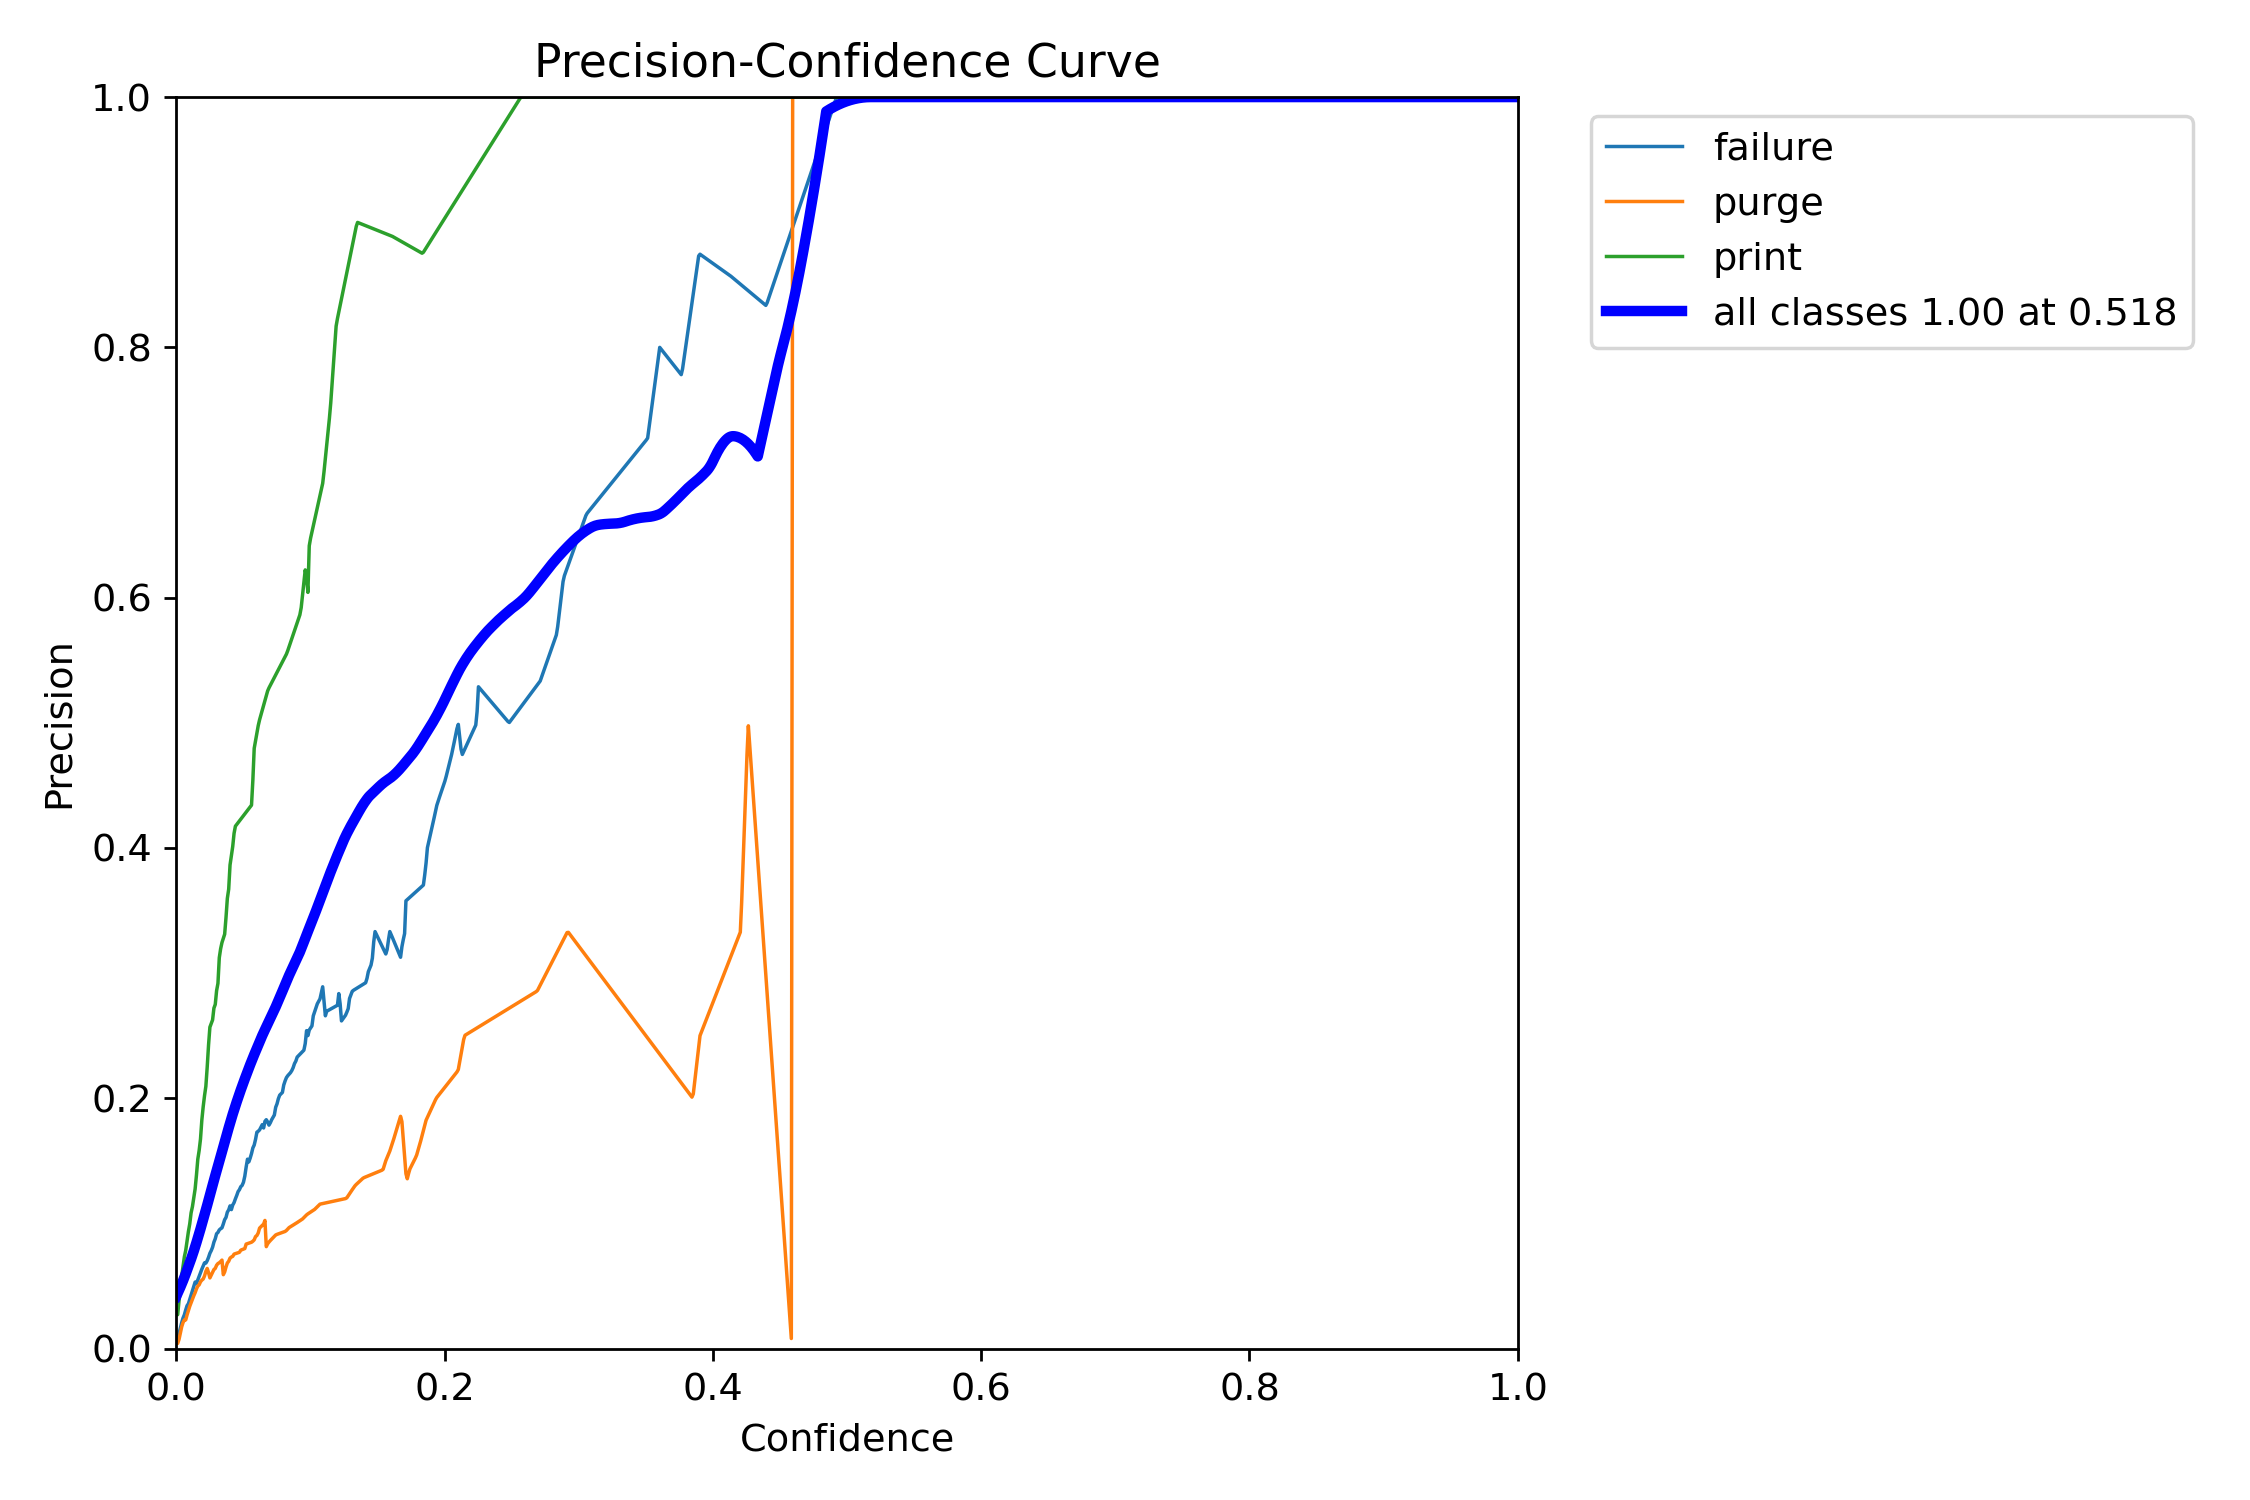 Precision-Confidence Curve
1.0
0.8
0.6
0.4
0.2
0.0
Precision
0.0 0.2 0.4 0.6 0.8 1.0
Confidence
failure
purge
print
all classes 1.00 at 0.518